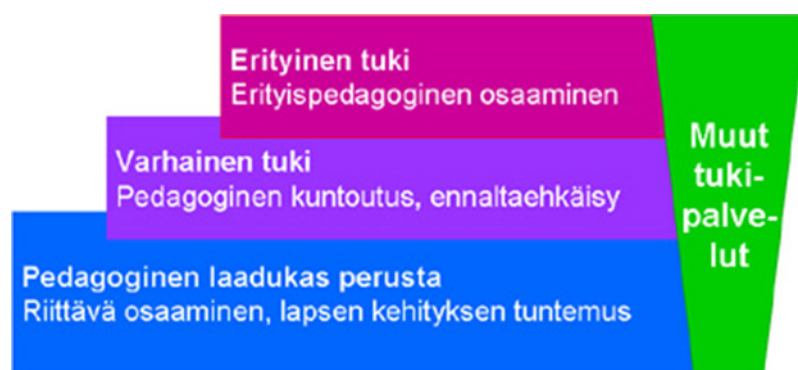 Erityinen tuki
Erityispedagoginen osaaminen
Varhainen tuki
Pedagoginen kuntoutus, ennaltaehkäisy
Pedagoginen laadukas perusta
Riittävä osaaminen, lapsen kehityksen tuntemus
Muut
tuki-
palve-
lut